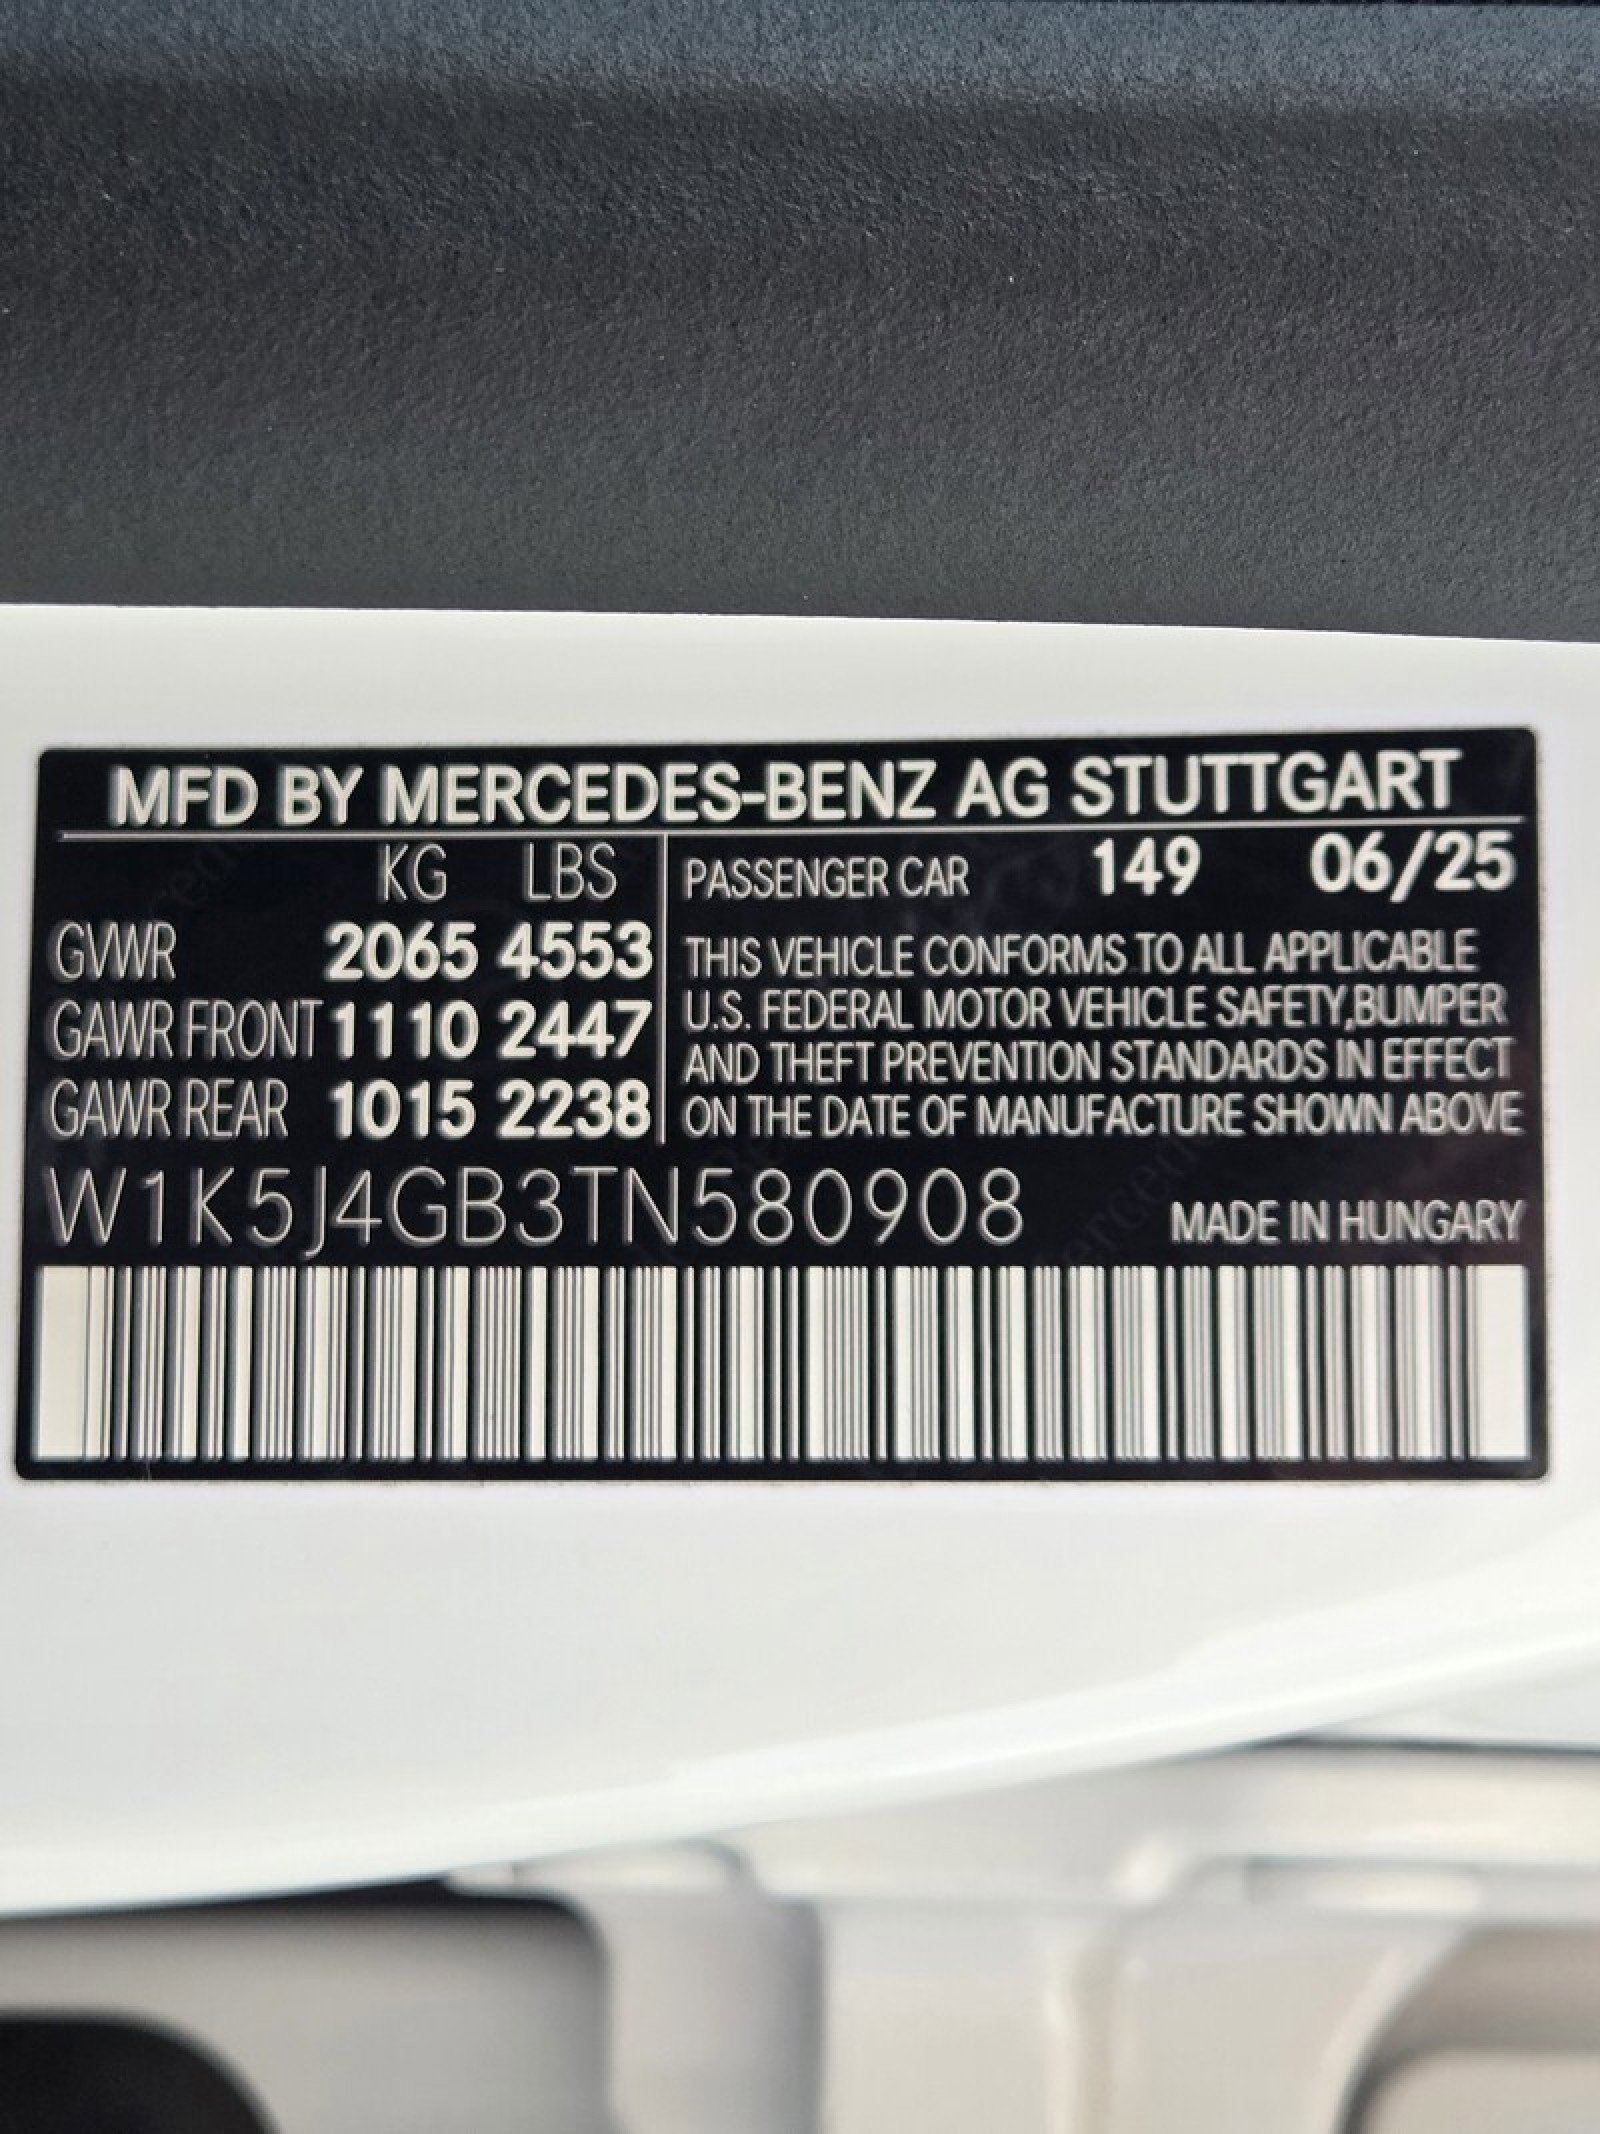 MFD BY MERCEDES-BENZ AG STUTTGART
KG LBS
GVWR 2065 4553
GAWR FRONT 1110 2447
GAWR REAR 1015 2238
PASSENGER CAR 149 06/25
THIS VEHICLE CONFORMS TO ALL APPLICABLE
U.S. FEDERAL MOTOR VEHICLE SAFETY,BUMPER
AND THEFT PREVENTION STANDARDS IN EFFECT
ON THE DATE OF MANUFACTURE SHOWN ABOVE
W1K5J4GB3TN580908
MADE IN HUNGARY